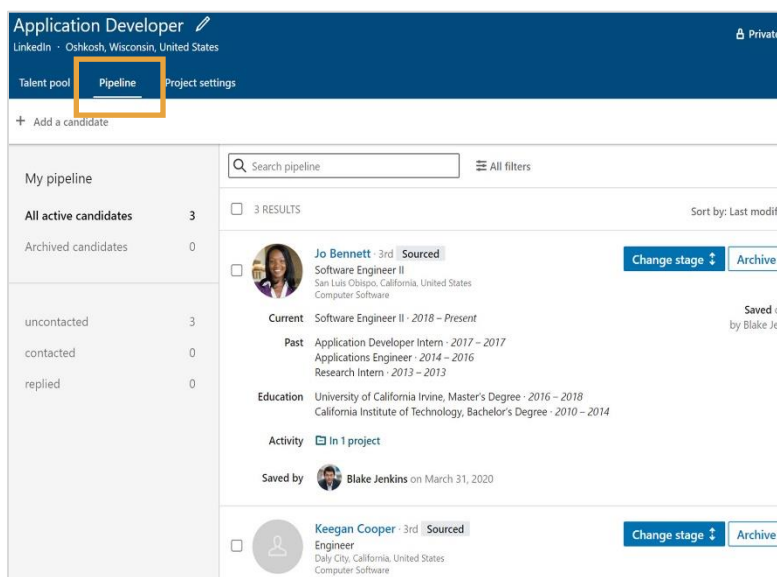 Application Developer
LinkedIn · Oshkosh, Wisconsin, United States
Private
Talent pool Pipeline Project settings
+ Add a candidate
My pipeline
All active candidates 3
Archived candidates 0
uncontacted 3
contacted 0
replied 0
Search pipeline All filters
3 RESULTS Sort by: Last modif
Jo Bennett · 3rd Sourced
Change stage Archive
Software Engineer II
San Luis Obispo, California, United States
Computer Software
Saved
by Blake Je
Current Software Engineer II · 2018 – Present
Past Application Developer Intern · 2017 – 2017
Applications Engineer · 2014 – 2016
Research Intern · 2013 – 2013
Education University of California Irvine, Master's Degree · 2016 – 2018
California Institute of Technology, Bachelor's Degree · 2010 – 2014
Activity In 1 project
Saved by Blake Jenkins on March 31, 2020
Keegan Cooper · 3rd Sourced
Change stage Archive
Engineer
Daly City, California, United States
Computer Software